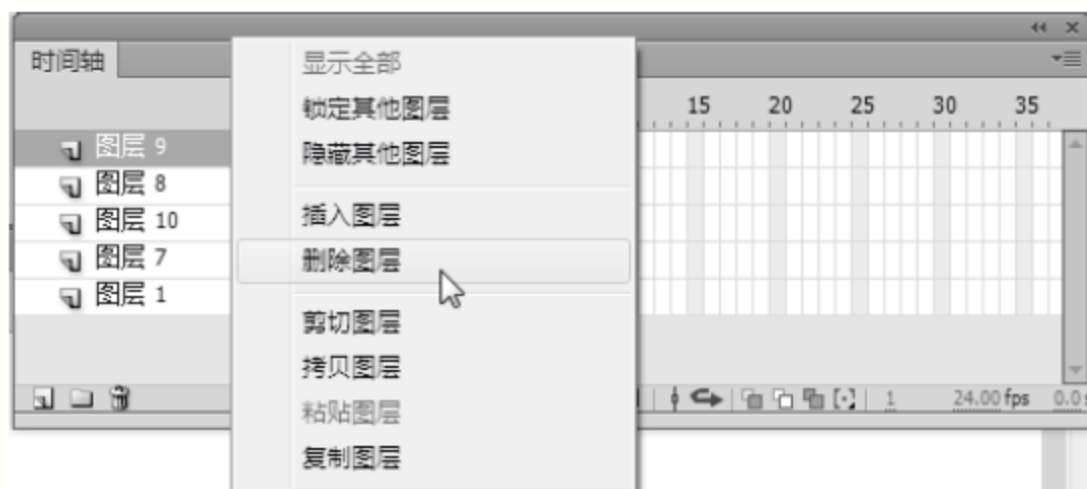 时间轴
显示全部
锁定其他图层
隐藏其他图层
插入图层
删除图层
剪切图层
拷贝图层
粘贴图层
复制图层
15 20 25 30 35
图层 9
图层 8
图层 10
图层 7
图层 1
1 24.00 fps 0.0